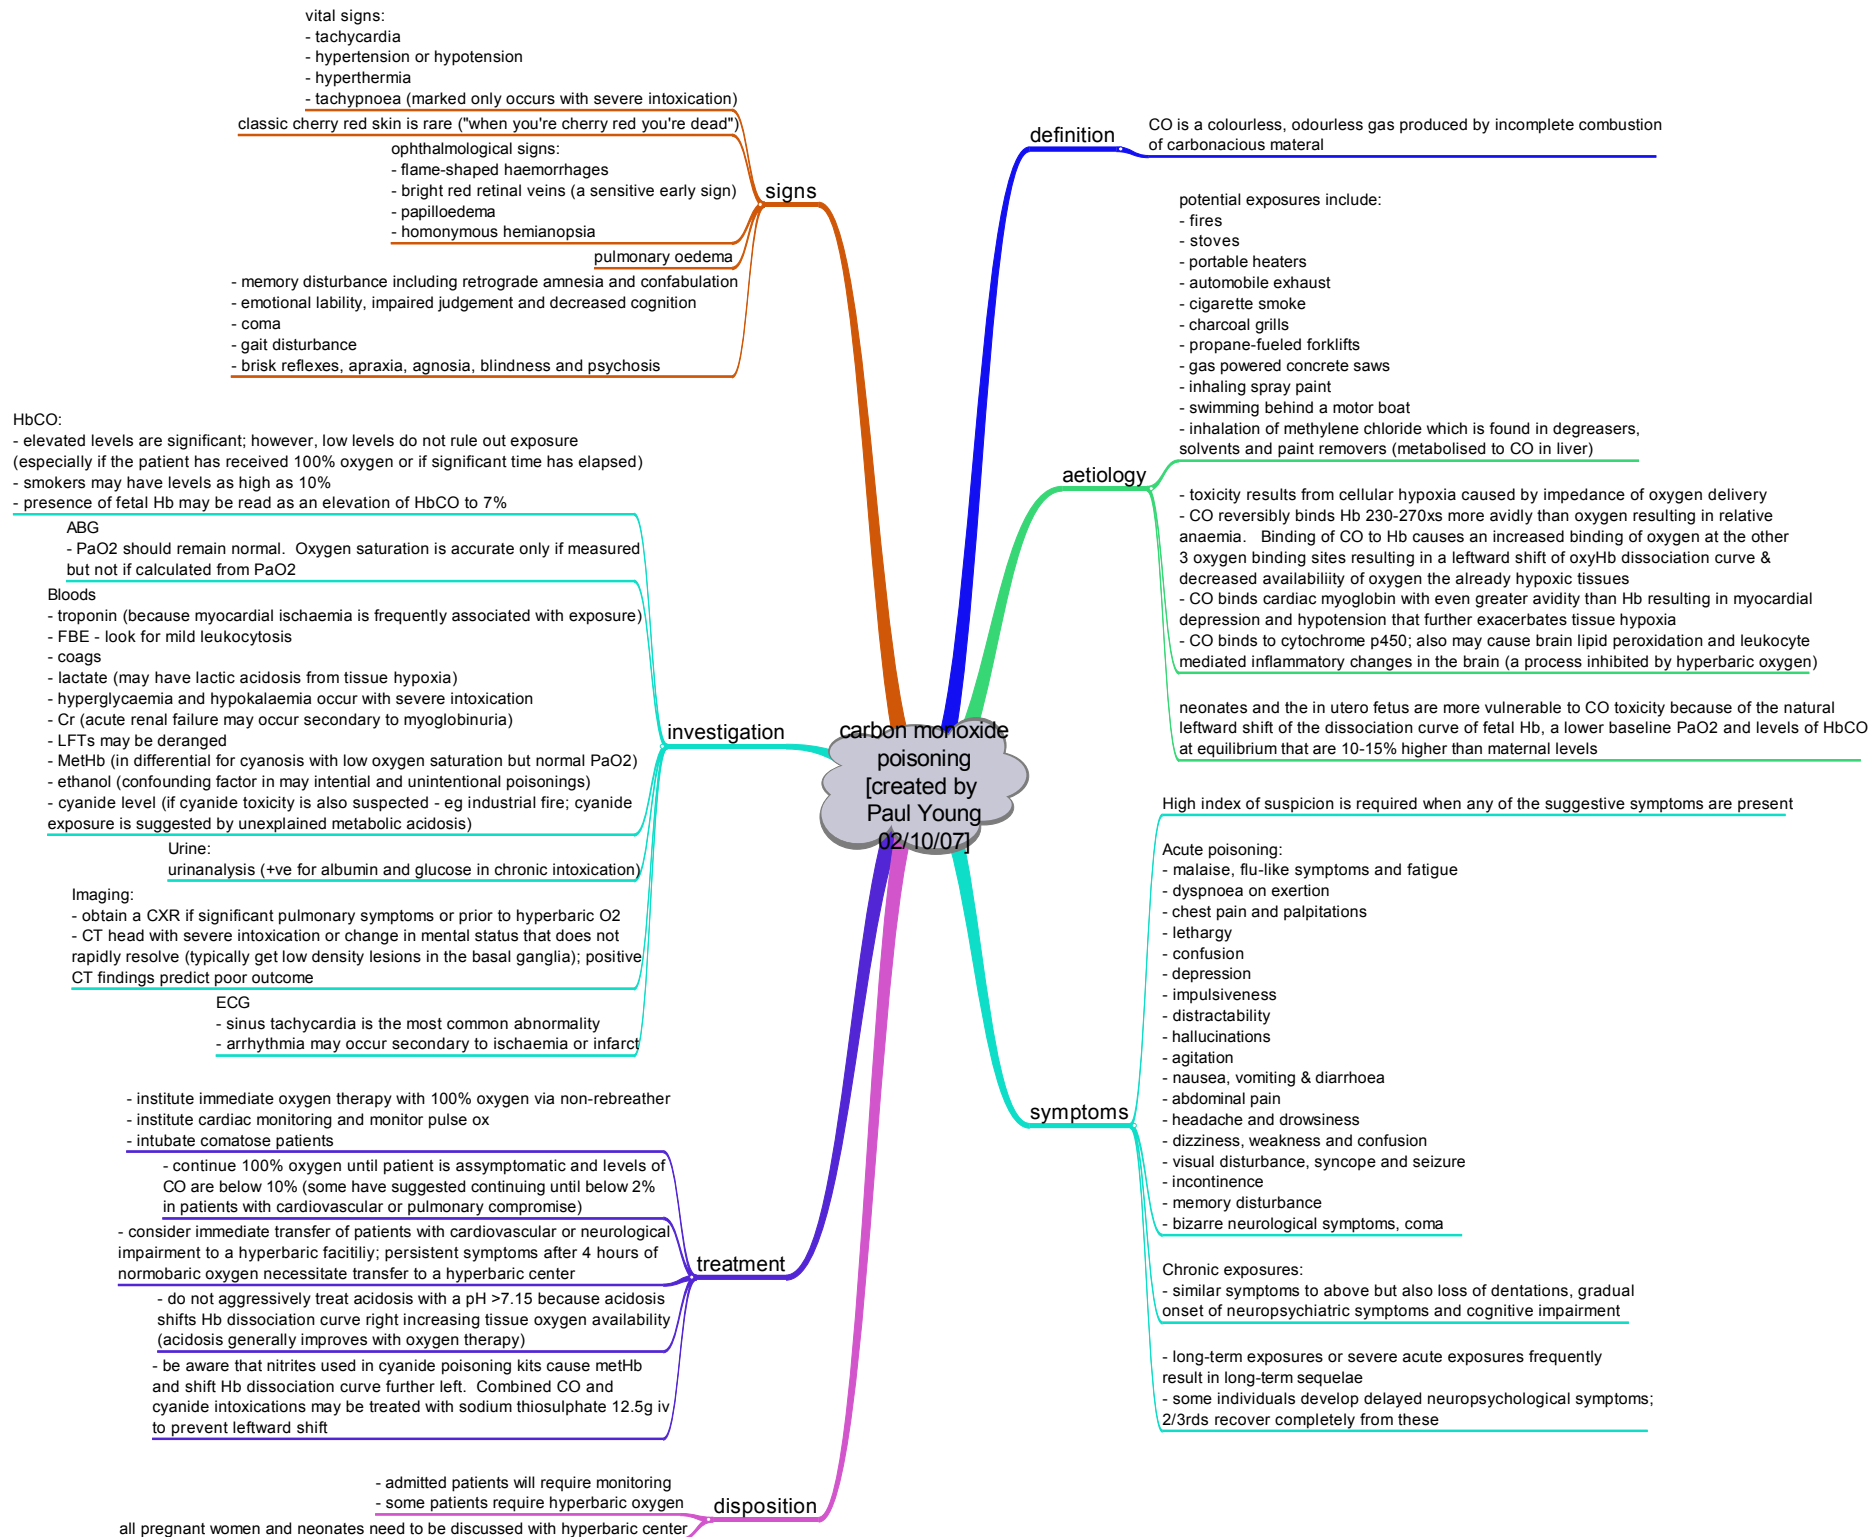 vital signs:
- tachycardia
- hypertension or hypotension
- hyperthermia
- tachypnoea (marked only occurs with severe intoxication)
classic cherry red skin is rare ("when you're cherry red you're dead")
ophthalmological signs:
- flame-shaped haemorrhages
- bright red retinal veins (a sensitive early sign)
- papilloedema
- homonymous hemianopsia
pulmonary oedema
- memory disturbance including retrograde amnesia and confabulation
- emotional lability, impaired judgement and decreased cognition
- coma
- gait disturbance
- brisk reflexes, apraxia, agnosia, blindness and psychosis
signs
HbCO:
- elevated levels are significant; however, low levels do not rule out exposure
(especially if the patient has received 100% oxygen or if significant time has elapsed)
- smokers may have levels as high as 10%
- presence of fetal Hb may be read as an elevation of HbCO to 7%
ABG
- PaO2 should remain normal.  Oxygen saturation is accurate only if measured
but not if calculated from PaO2
Bloods
- troponin (because myocardial ischaemia is frequently associated with exposure)
- FBE - look for mild leukocytosis
- coags
- lactate (may have lactic acidosis from tissue hypoxia)
- hyperglycaemia and hypokalaemia occur with severe intoxication
- Cr (acute renal failure may occur secondary to myoglobinuria)
- LFTs may be deranged
- MetHb (in differential for cyanosis with low oxygen saturation but normal PaO2)
- ethanol (confounding factor in may intential and unintentional poisonings)
- cyanide level (if cyanide toxicity is also suspected - eg industrial fire; cyanide
exposure is suggested by unexplained metabolic acidosis)
Urine:
urinanalysis (+ve for albumin and glucose in chronic intoxication)
Imaging:
- obtain a CXR if significant pulmonary symptoms or prior to hyperbaric O2
- CT head with severe intoxication or change in mental status that does not
rapidly resolve (typically get low density lesions in the basal ganglia); positive
CT findings predict poor outcome
ECG
- sinus tachycardia is the most common abnormality
- arrhythmia may occur secondary to ischaemia or infarct
investigation
- institute immediate oxygen therapy with 100% oxygen via non-rebreather
- institute cardiac monitoring and monitor pulse ox
- intubate comatose patients
- continue 100% oxygen until patient is assymptomatic and levels of
CO are below 10% (some have suggested continuing until below 2%
in patients with cardiovascular or pulmonary compromise)
- consider immediate transfer of patients with cardiovascular or neurological
impairment to a hyperbaric facitiliy; persistent symptoms after 4 hours of
normobaric oxygen necessitate transfer to a hyperbaric center
- do not aggressively treat acidosis with a pH >7.15 because acidosis
shifts Hb dissociation curve right increasing tissue oxygen availability
(acidosis generally improves with oxygen therapy)
- be aware that nitrites used in cyanide poisoning kits cause metHb
and shift Hb dissociation curve further left.  Combined CO and
cyanide intoxications may be treated with sodium thiosulphate 12.5g iv
to prevent leftward shift
treatment
- admitted patients will require monitoring
- some patients require hyperbaric oxygen
all pregnant women and neonates need to be discussed with hyperbaric center
disposition
carbon monoxide
poisoning
[created by
Paul Young
02/10/07]
definition
CO is a colourless, odourless gas produced by incomplete combustion
of carbonacious materal
aetiology
potential exposures include:
- fires
- stoves
- portable heaters
- automobile exhaust
- cigarette smoke
- charcoal grills
- propane-fueled forklifts
- gas powered concrete saws
- inhaling spray paint
- swimming behind a motor boat
- inhalation of methylene chloride which is found in degreasers,
solvents and paint removers (metabolised to CO in liver)
- toxicity results from cellular hypoxia caused by impedance of oxygen delivery
- CO reversibly binds Hb 230-270xs more avidly than oxygen resulting in relative
anaemia.   Binding of CO to Hb causes an increased binding of oxygen at the other
3 oxygen binding sites resulting in a leftward shift of oxyHb dissociation curve &
decreased availabiliity of oxygen the already hypoxic tissues
- CO binds cardiac myoglobin with even greater avidity than Hb resulting in myocardial
depression and hypotension that further exacerbates tissue hypoxia
- CO binds to cytochrome p450; also may cause brain lipid peroxidation and leukocyte
mediated inflammatory changes in the brain (a process inhibited by hyperbaric oxygen)
neonates and the in utero fetus are more vulnerable to CO toxicity because of the natural
leftward shift of the dissociation curve of fetal Hb, a lower baseline PaO2 and levels of HbCO
at equilibrium that are 10-15% higher than maternal levels
symptoms
High index of suspicion is required when any of the suggestive symptoms are present
Acute poisoning:
- malaise, flu-like symptoms and fatigue
- dyspnoea on exertion
- chest pain and palpitations
- lethargy
- confusion
- depression
- impulsiveness
- distractability
- hallucinations
- agitation
- nausea, vomiting & diarrhoea
- abdominal pain
- headache and drowsiness
- dizziness, weakness and confusion
- visual disturbance, syncope and seizure
- incontinence
- memory disturbance
- bizarre neurological symptoms, coma
Chronic exposures:
- similar symptoms to above but also loss of dentations, gradual
onset of neuropsychiatric symptoms and cognitive impairment
- long-term exposures or severe acute exposures frequently
result in long-term sequelae
- some individuals develop delayed neuropsychological symptoms;
2/3rds recover completely from these